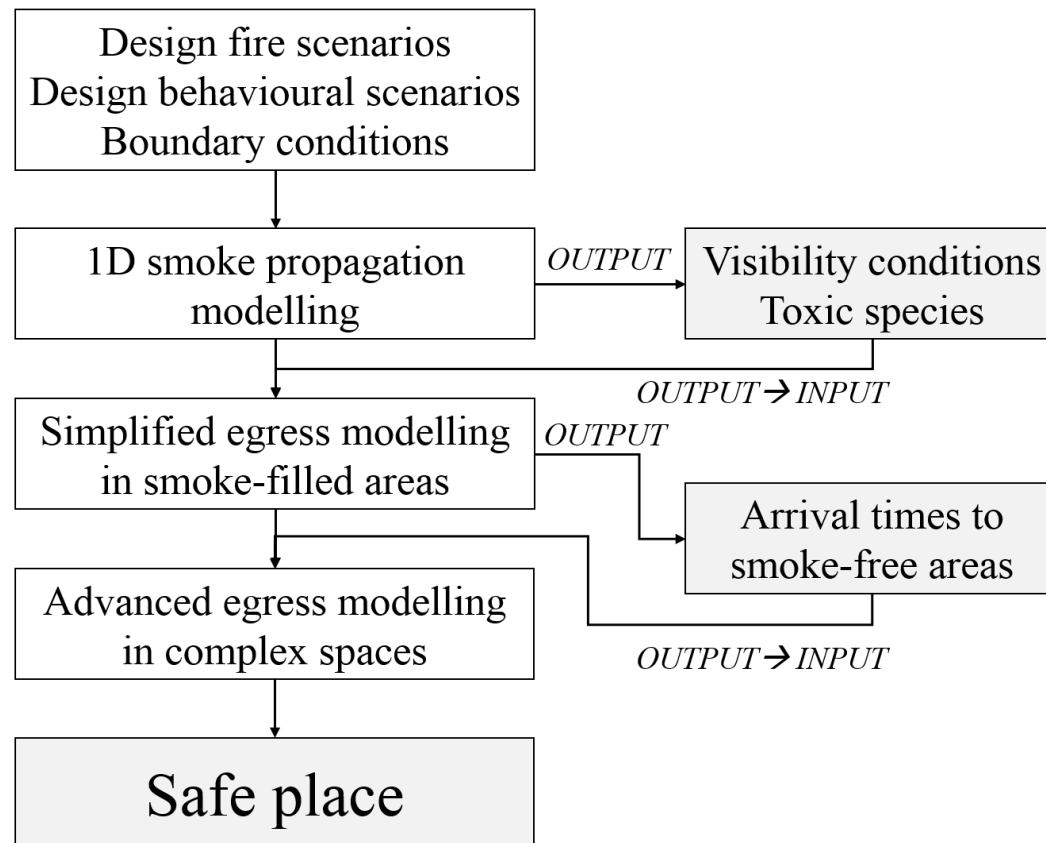 Design fire scenarios
Design behavioural scenarios
Boundary conditions
1D smoke propagation
modelling
OUTPUT
Visibility conditions
Toxic species
OUTPUT→ INPUT
Simplified egress modelling
in smoke-filled areas
OUTPUT
Arrival times to
smoke-free areas
OUTPUT→ INPUT
Advanced egress modelling
in complex spaces
Safe place